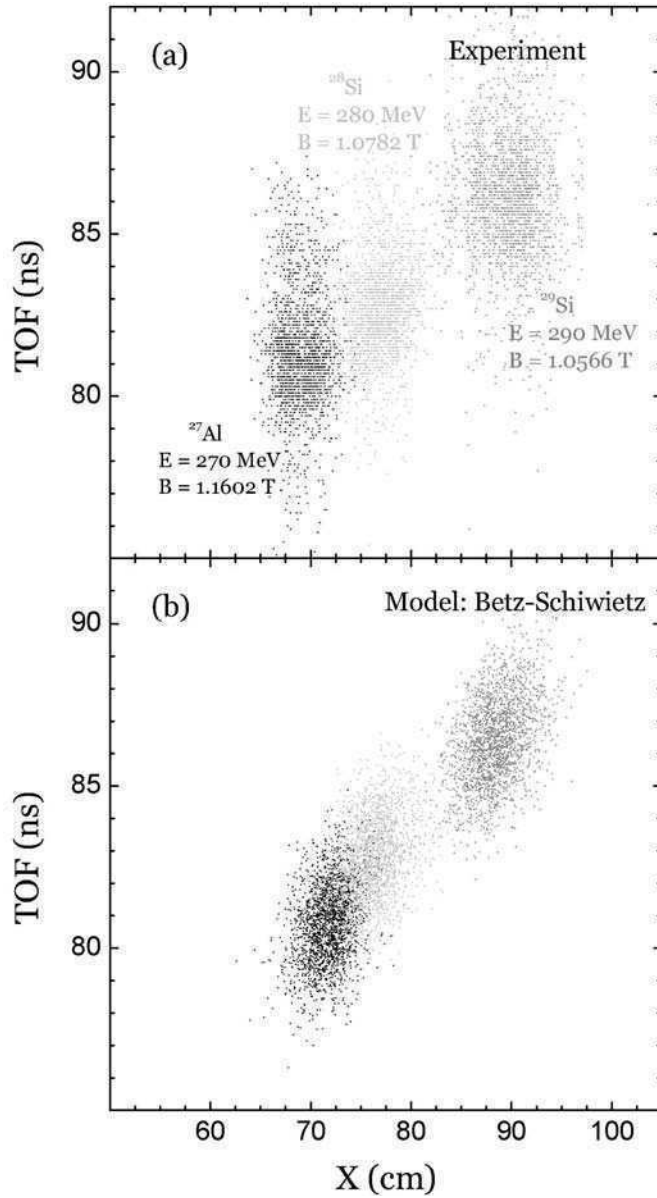 (a)
Experiment
²⁸Si
E = 280 MeV
B = 1.0782 T
²⁹Si
E = 290 MeV
B = 1.0566 T
²⁷Al
E = 270 MeV
B = 1.1602 T
90
85
80
TOF (ns)
(b)
Model: Betz-Schiwietz
90
85
80
TOF (ns)
60 70 80 90 100
X (cm)